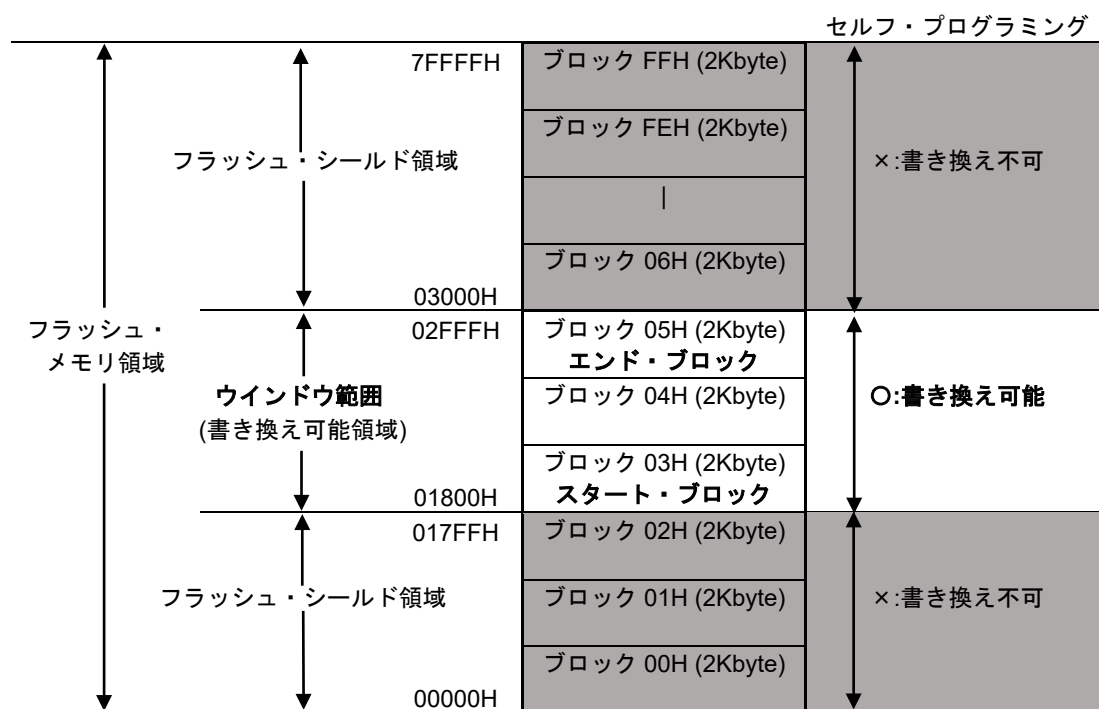 セルフ・プログラミング
7FFFFH
ブロック FFH (2Kbyte)
ブロック FEH (2Kbyte)
フラッシュ・シールド領域
×:書き換え不可
|
ブロック 06H (2Kbyte)
03000H
フラッシュ・
メモリ領域
02FFFH
ブロック 05H (2Kbyte)
エンド・ブロック
ウインドウ範囲
(書き換え可能領域)
ブロック 04H (2Kbyte)
〇:書き換え可能
ブロック 03H (2Kbyte)
スタート・ブロック
01800H
017FFH
ブロック 02H (2Kbyte)
フラッシュ・シールド領域
ブロック 01H (2Kbyte)
×:書き換え不可
ブロック 00H (2Kbyte)
00000H